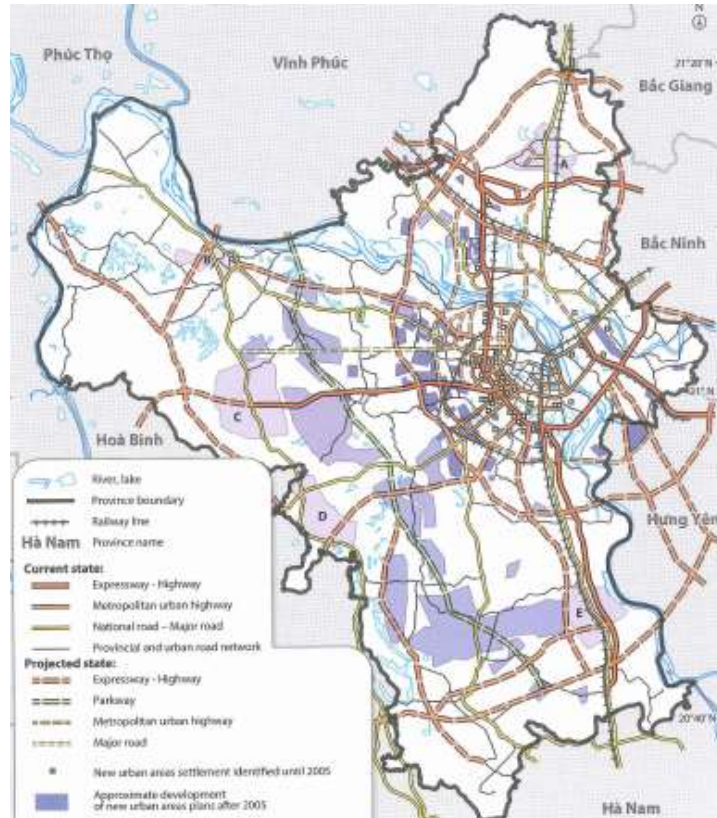 N
Phúc Thọ
Vĩnh Phúc
21°20' N
Bắc Giang
A
Bắc Ninh
B
21° N
C
Hoà Bình
D
Hưng Yên
E
20°40' N
Hà Nam
River, lake
Province boundary
Railway line
Hà Nam Province name
Current state:
Expressway - Highway
Metropolitan urban highway
National road – Major road
Provincial and urban road network
Projected state:
Expressway - Highway
Parkway
Metropolitan urban highway
Major road
New urban areas settlement identified until 2005
Approximate development
of new urban areas plans after 2005